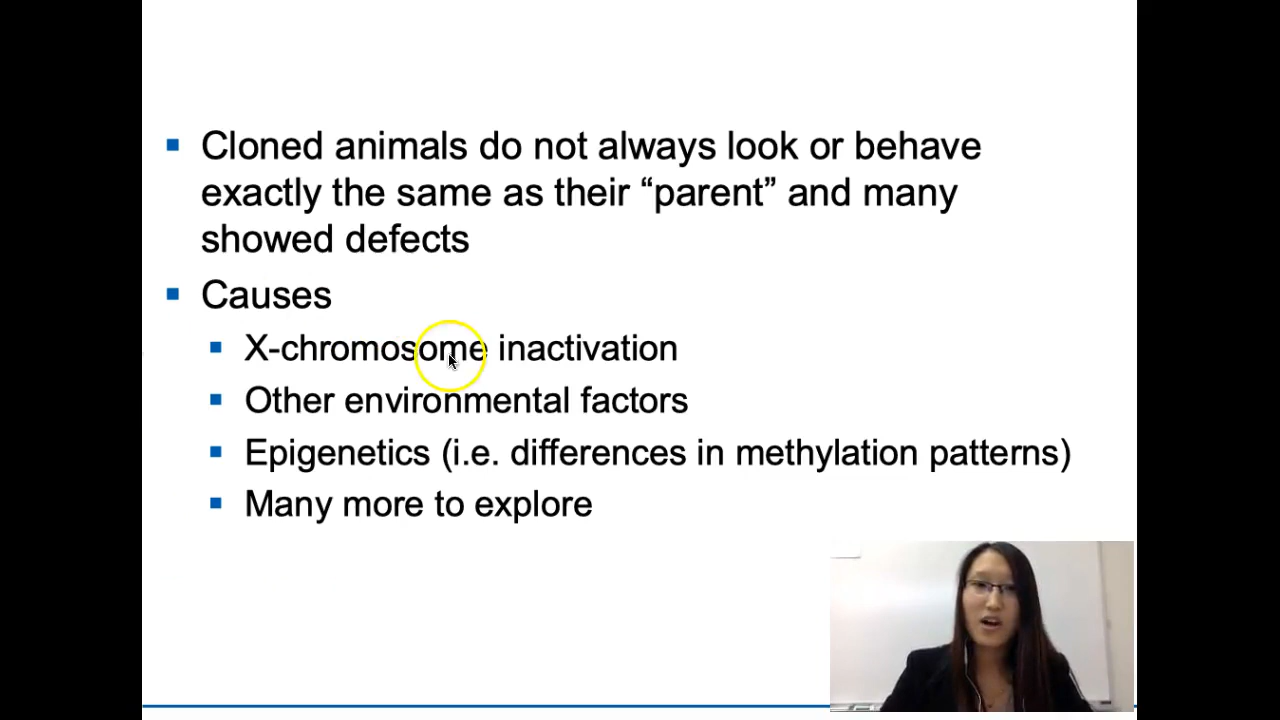 Cloned animals do not always look or behave
exactly the same as their “parent” and many
showed defects
Causes
X-chromosome inactivation
Other environmental factors
Epigenetics (i.e. differences in methylation patterns)
Many more to explore